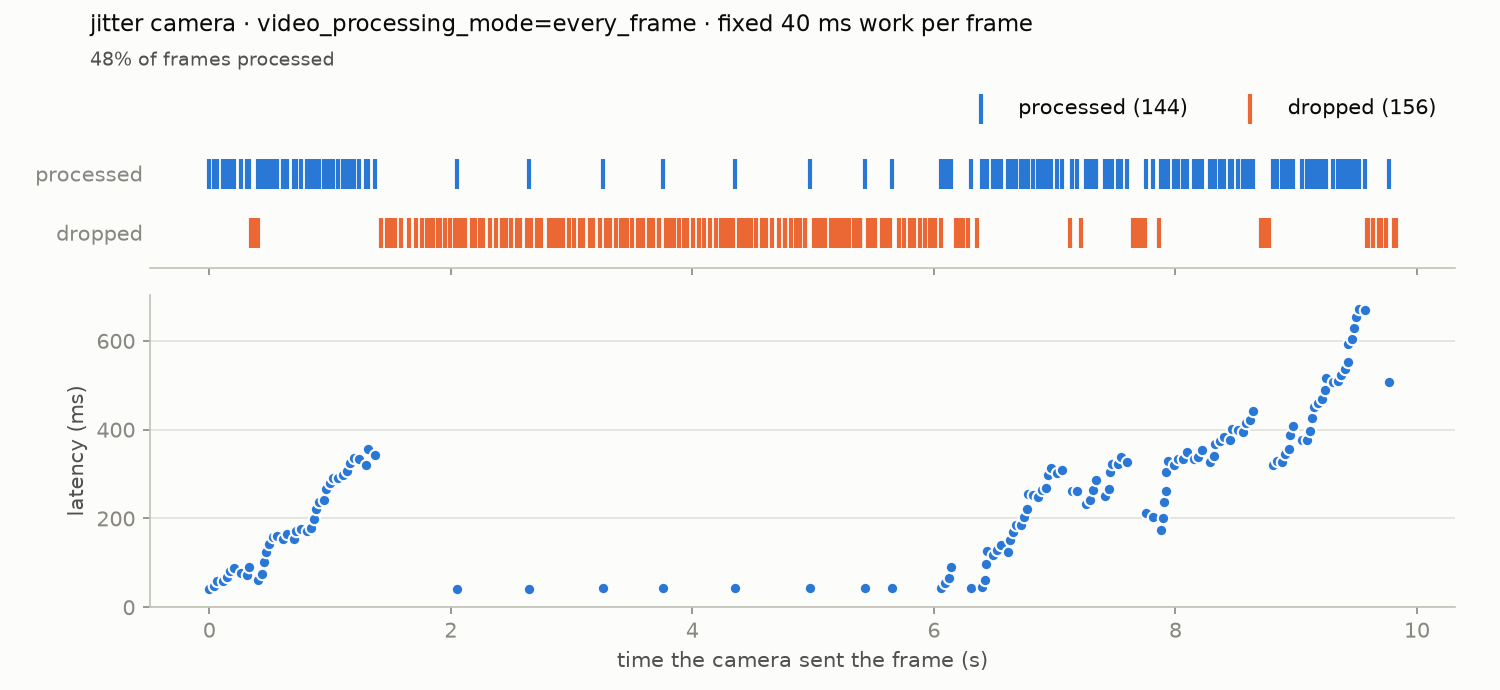 jitter camera · video_processing_mode=every_frame · fixed 40 ms work per frame
48% of frames processed
processed (144) dropped (156)
processed
dropped
600
400
200
0
latency (ms)
0 2 4 6 8 10
time the camera sent the frame (s)